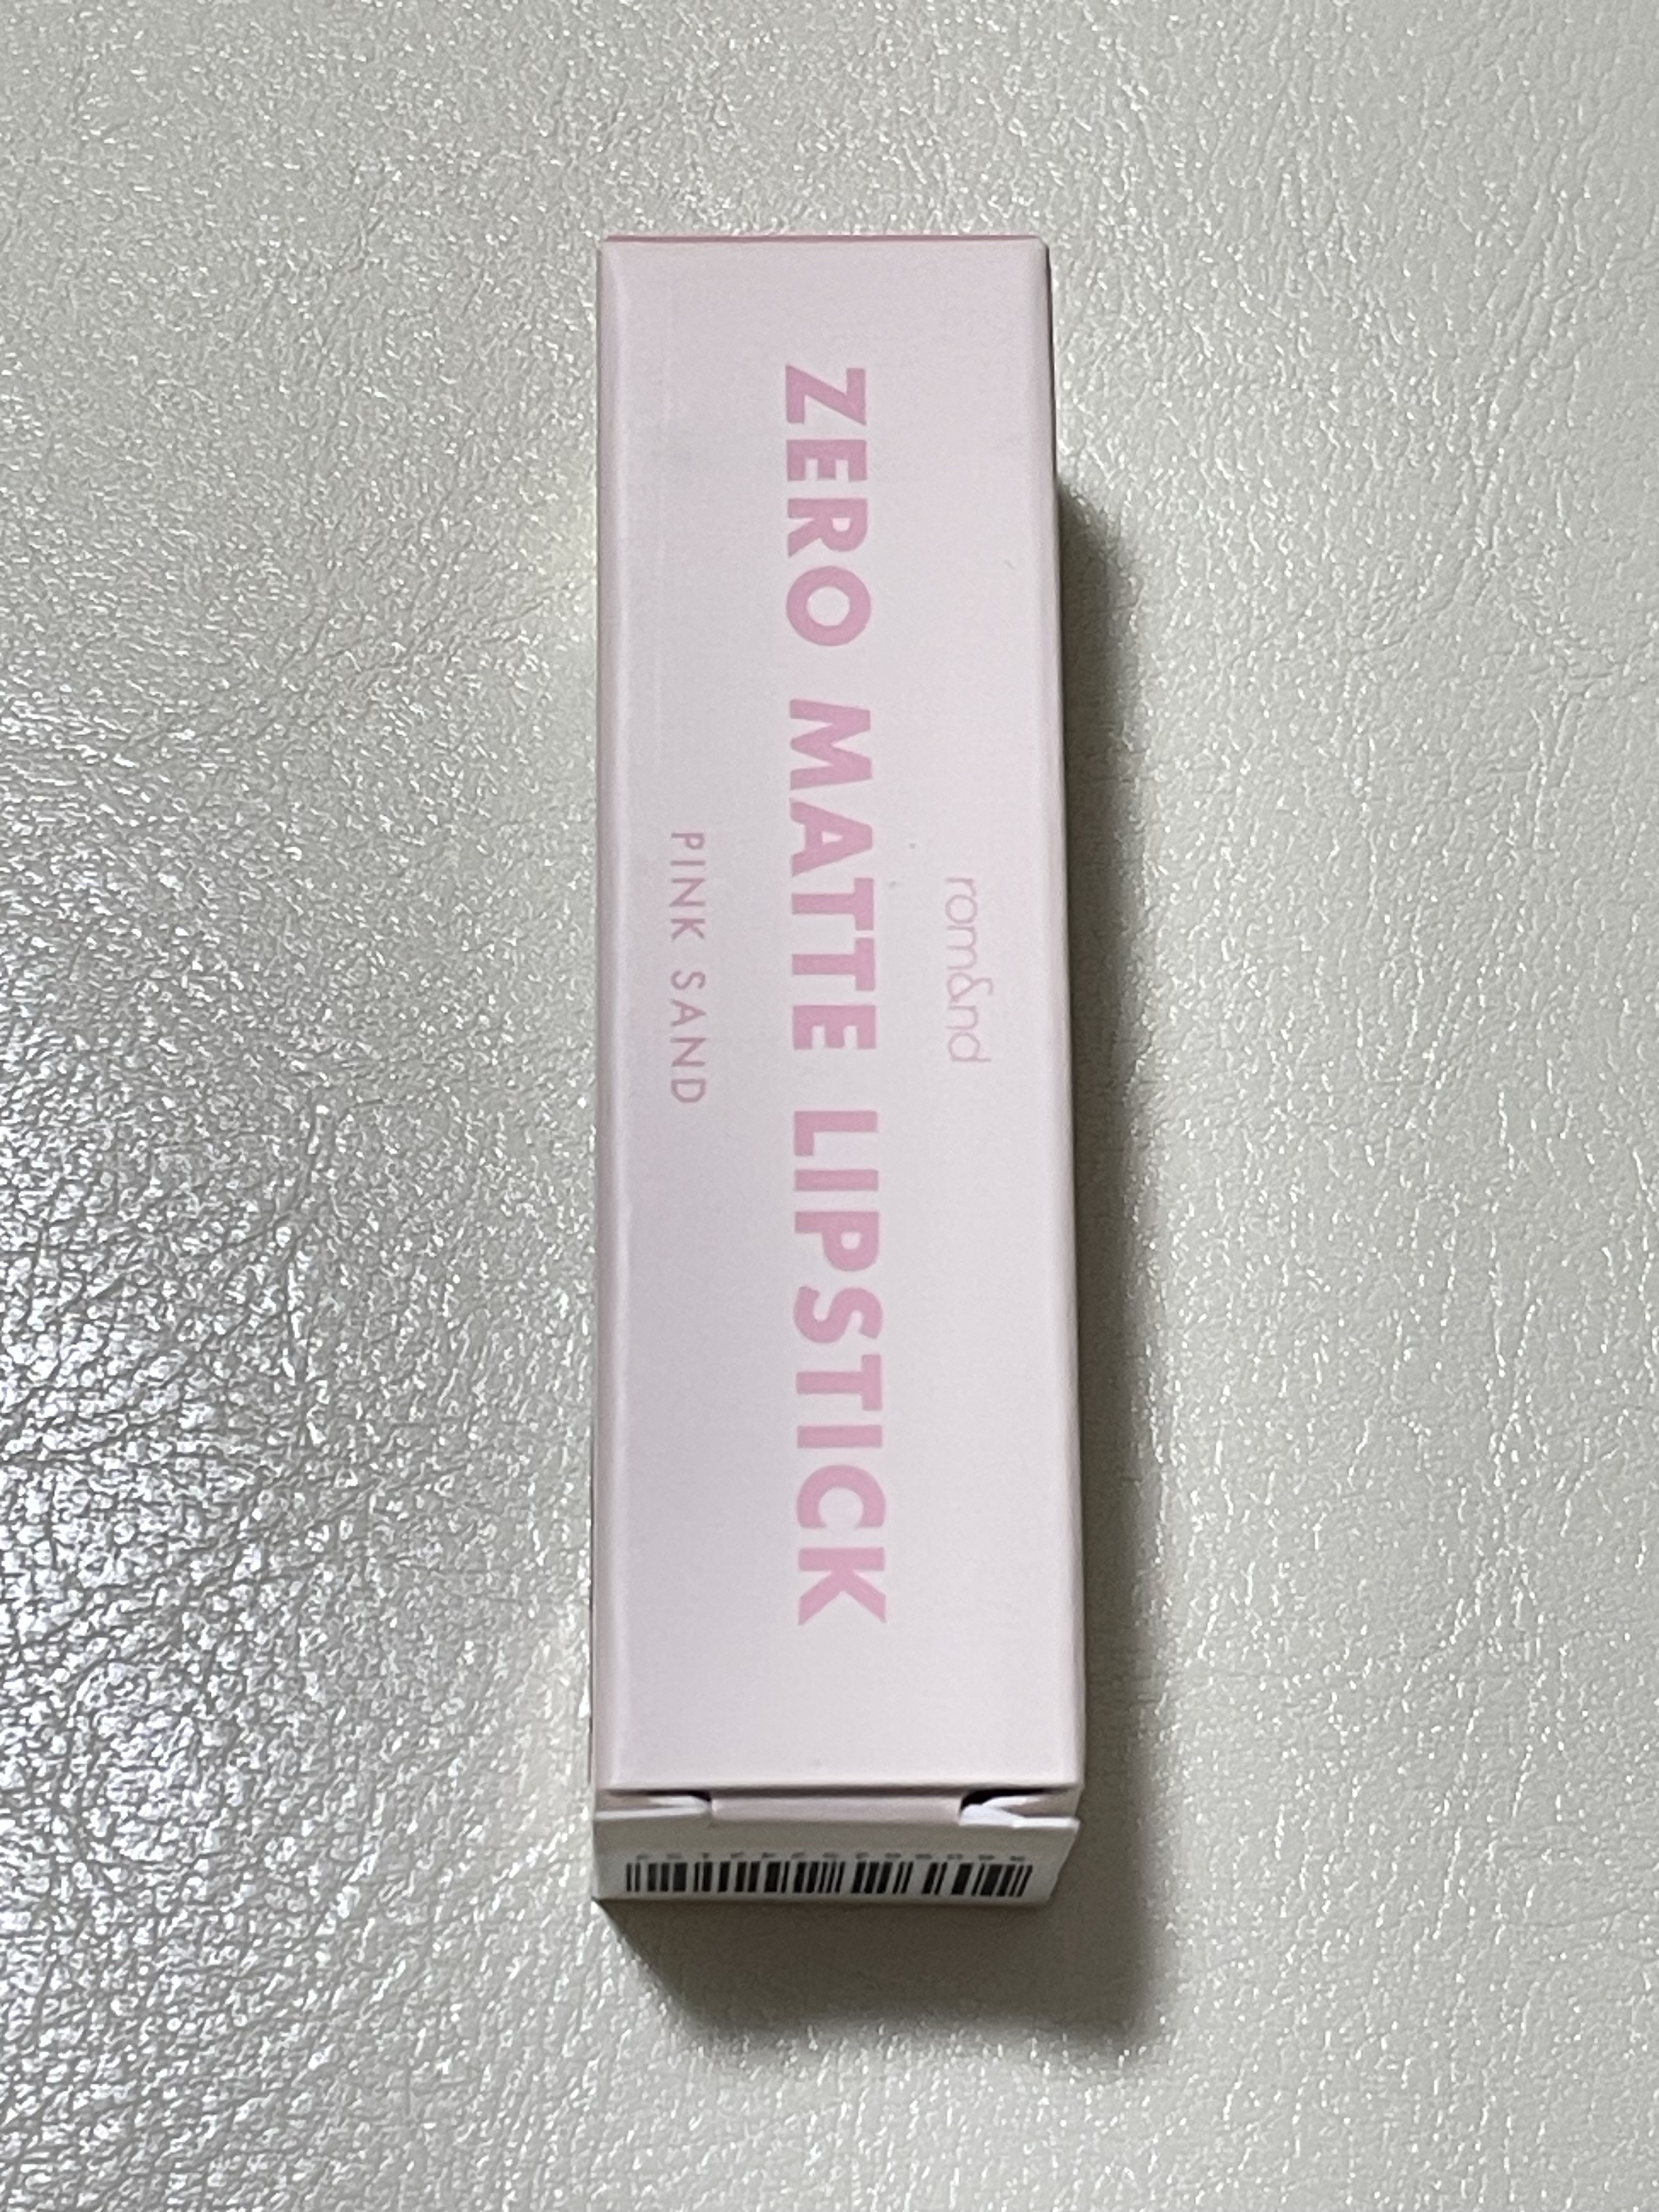 rom&nd
ZERO MATTE LIPSTICK
PINK SAND